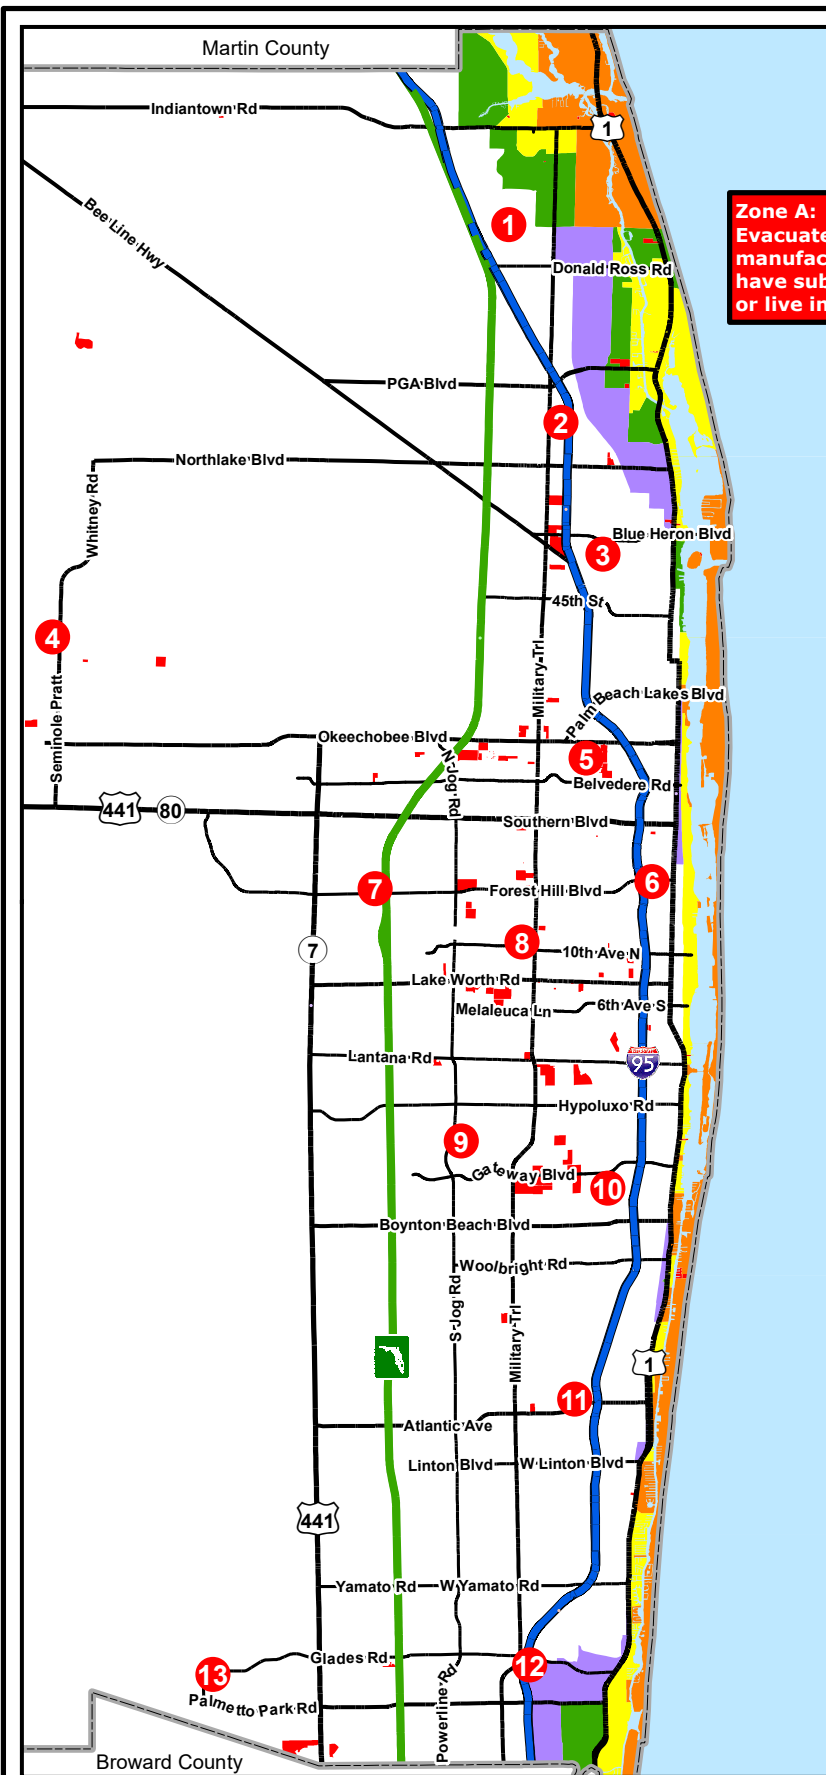 Martin County
Indiantown Rd
1
Zone A:
Evacuate
manufac
have sub
or live in
1
Bee Line Hwy
Donald Ross Rd
PGA Blvd
2
Northlake Blvd
Whitney Rd
Blue Heron Blvd
3
45th St
4
Military Trl
Palm Beach Lakes Blvd
Seminole Pratt
Okeechobee Blvd
N Jog Rd
5
Belvedere Rd
441
80
Southern Blvd
7
Forest Hill Blvd
6
7
8
10th Ave N
Lake Worth Rd
Melaleuca Ln
6th Ave S
Lantana Rd
95
Hypoluxo Rd
9
Gateway Blvd
10
Boynton Beach Blvd
Woolbright Rd
S Jog Rd
Military Trl
1
11
Atlantic Ave
Linton Blvd
W Linton Blvd
441
Yamato Rd
W Yamato Rd
Glades Rd
12
13
Palmetto Park Rd
Powerline Rd
Broward County